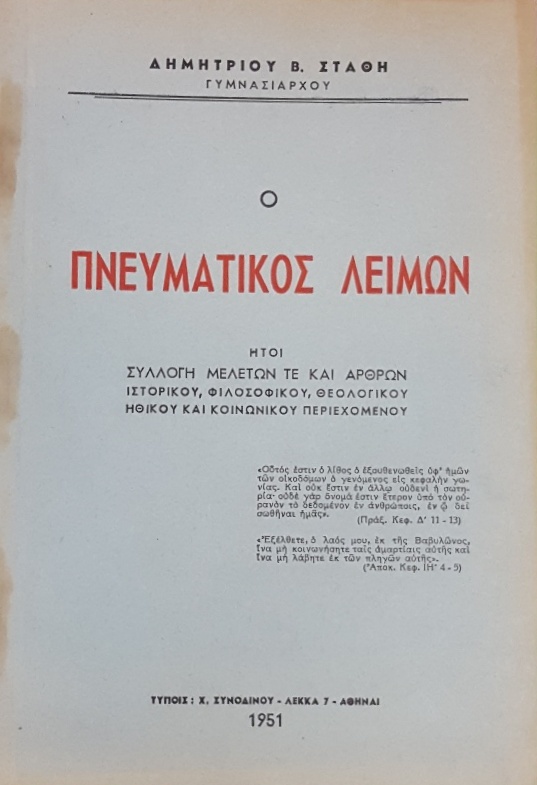 ΔΗΜΗΤΡΙΟΥ Β. ΣΤΑΘΗ
ΓΥΜΝΑΣΙΑΡΧΟΥ
Ο
ΠΝΕΥΜΑΤΙΚΟΣ ΛΕΙΜΩΝ
ΗΤΟΙ
ΣΥΛΛΟΓΗ ΜΕΛΕΤΩΝ ΤΕ ΚΑΙ ΑΡΘΡΩΝ
ΙΣΤΟΡΙΚΟΥ, ΦΙΛΟΣΟΦΙΚΟΥ, ΘΕΟΛΟΓΙΚΟΥ
ΗΘΙΚΟΥ ΚΑΙ ΚΟΙΝΩΝΙΚΟΥ ΠΕΡΙΕΧΟΜΕΝΟΥ
«Οὗτός ἐστιν ὁ λίθος ὁ ἐξουθενωθεὶς ὑφ' ἡμῶν
τῶν οἰκοδόμων ὁ γενόμενος εἰς κεφαλὴν γω-
νίας. Καὶ οὐκ ἔστιν ἐν ἄλλῳ οὐδενὶ ἡ σωτη-
ρία· οὐδὲ γὰρ ὄνομά ἐστιν ἕτερον ὑπὸ τὸν οὐ-
ρανὸν τὸ δεδομένον ἐν ἀνθρώποις, ἐν ᾧ δεῖ
σωθῆναι ἡμᾶς».
(Πράξ. Κεφ. Δ' 11 - 13)
«Ἐξέλθετε, ὁ λαός μου, ἐκ τῆς Βαβυλῶνος,
ἵνα μὴ κοινωνήσητε ταῖς ἁμαρτίαις αὐτῆς καὶ
ἵνα μὴ λάβητε ἐκ τῶν πληγῶν αὐτῆς».
(Ἀποκ. Κεφ. ΙΗ' 4 - 5)
ΤΥΠΟΙΣ : Χ. ΣΥΝΟΔΙΝΟΥ - ΛΕΚΚΑ 7 - ΑΘΗΝΑΙ
1951